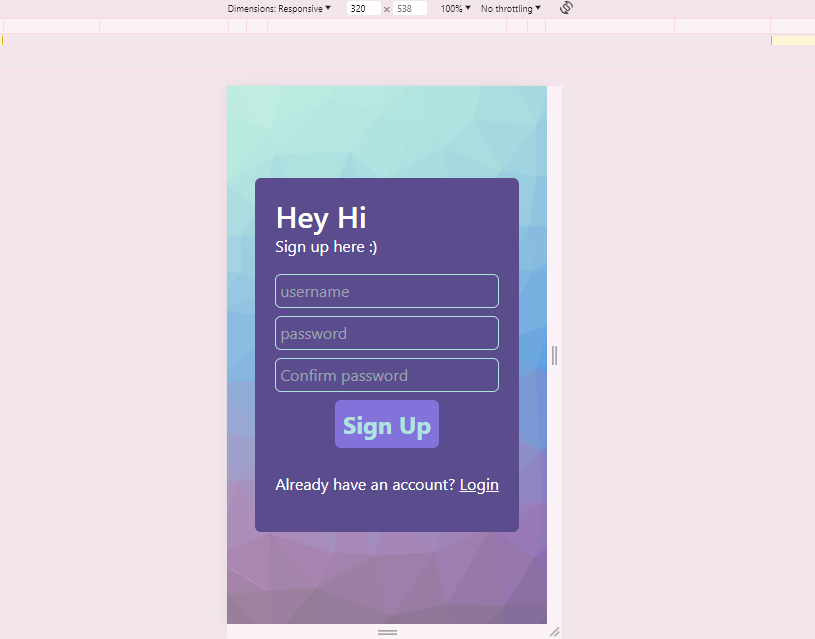 Dimensions: Responsive 320 × 538 100% No throttling
Hey Hi
Sign up here :)
username
password
Confirm password
Sign Up
Already have an account? Login